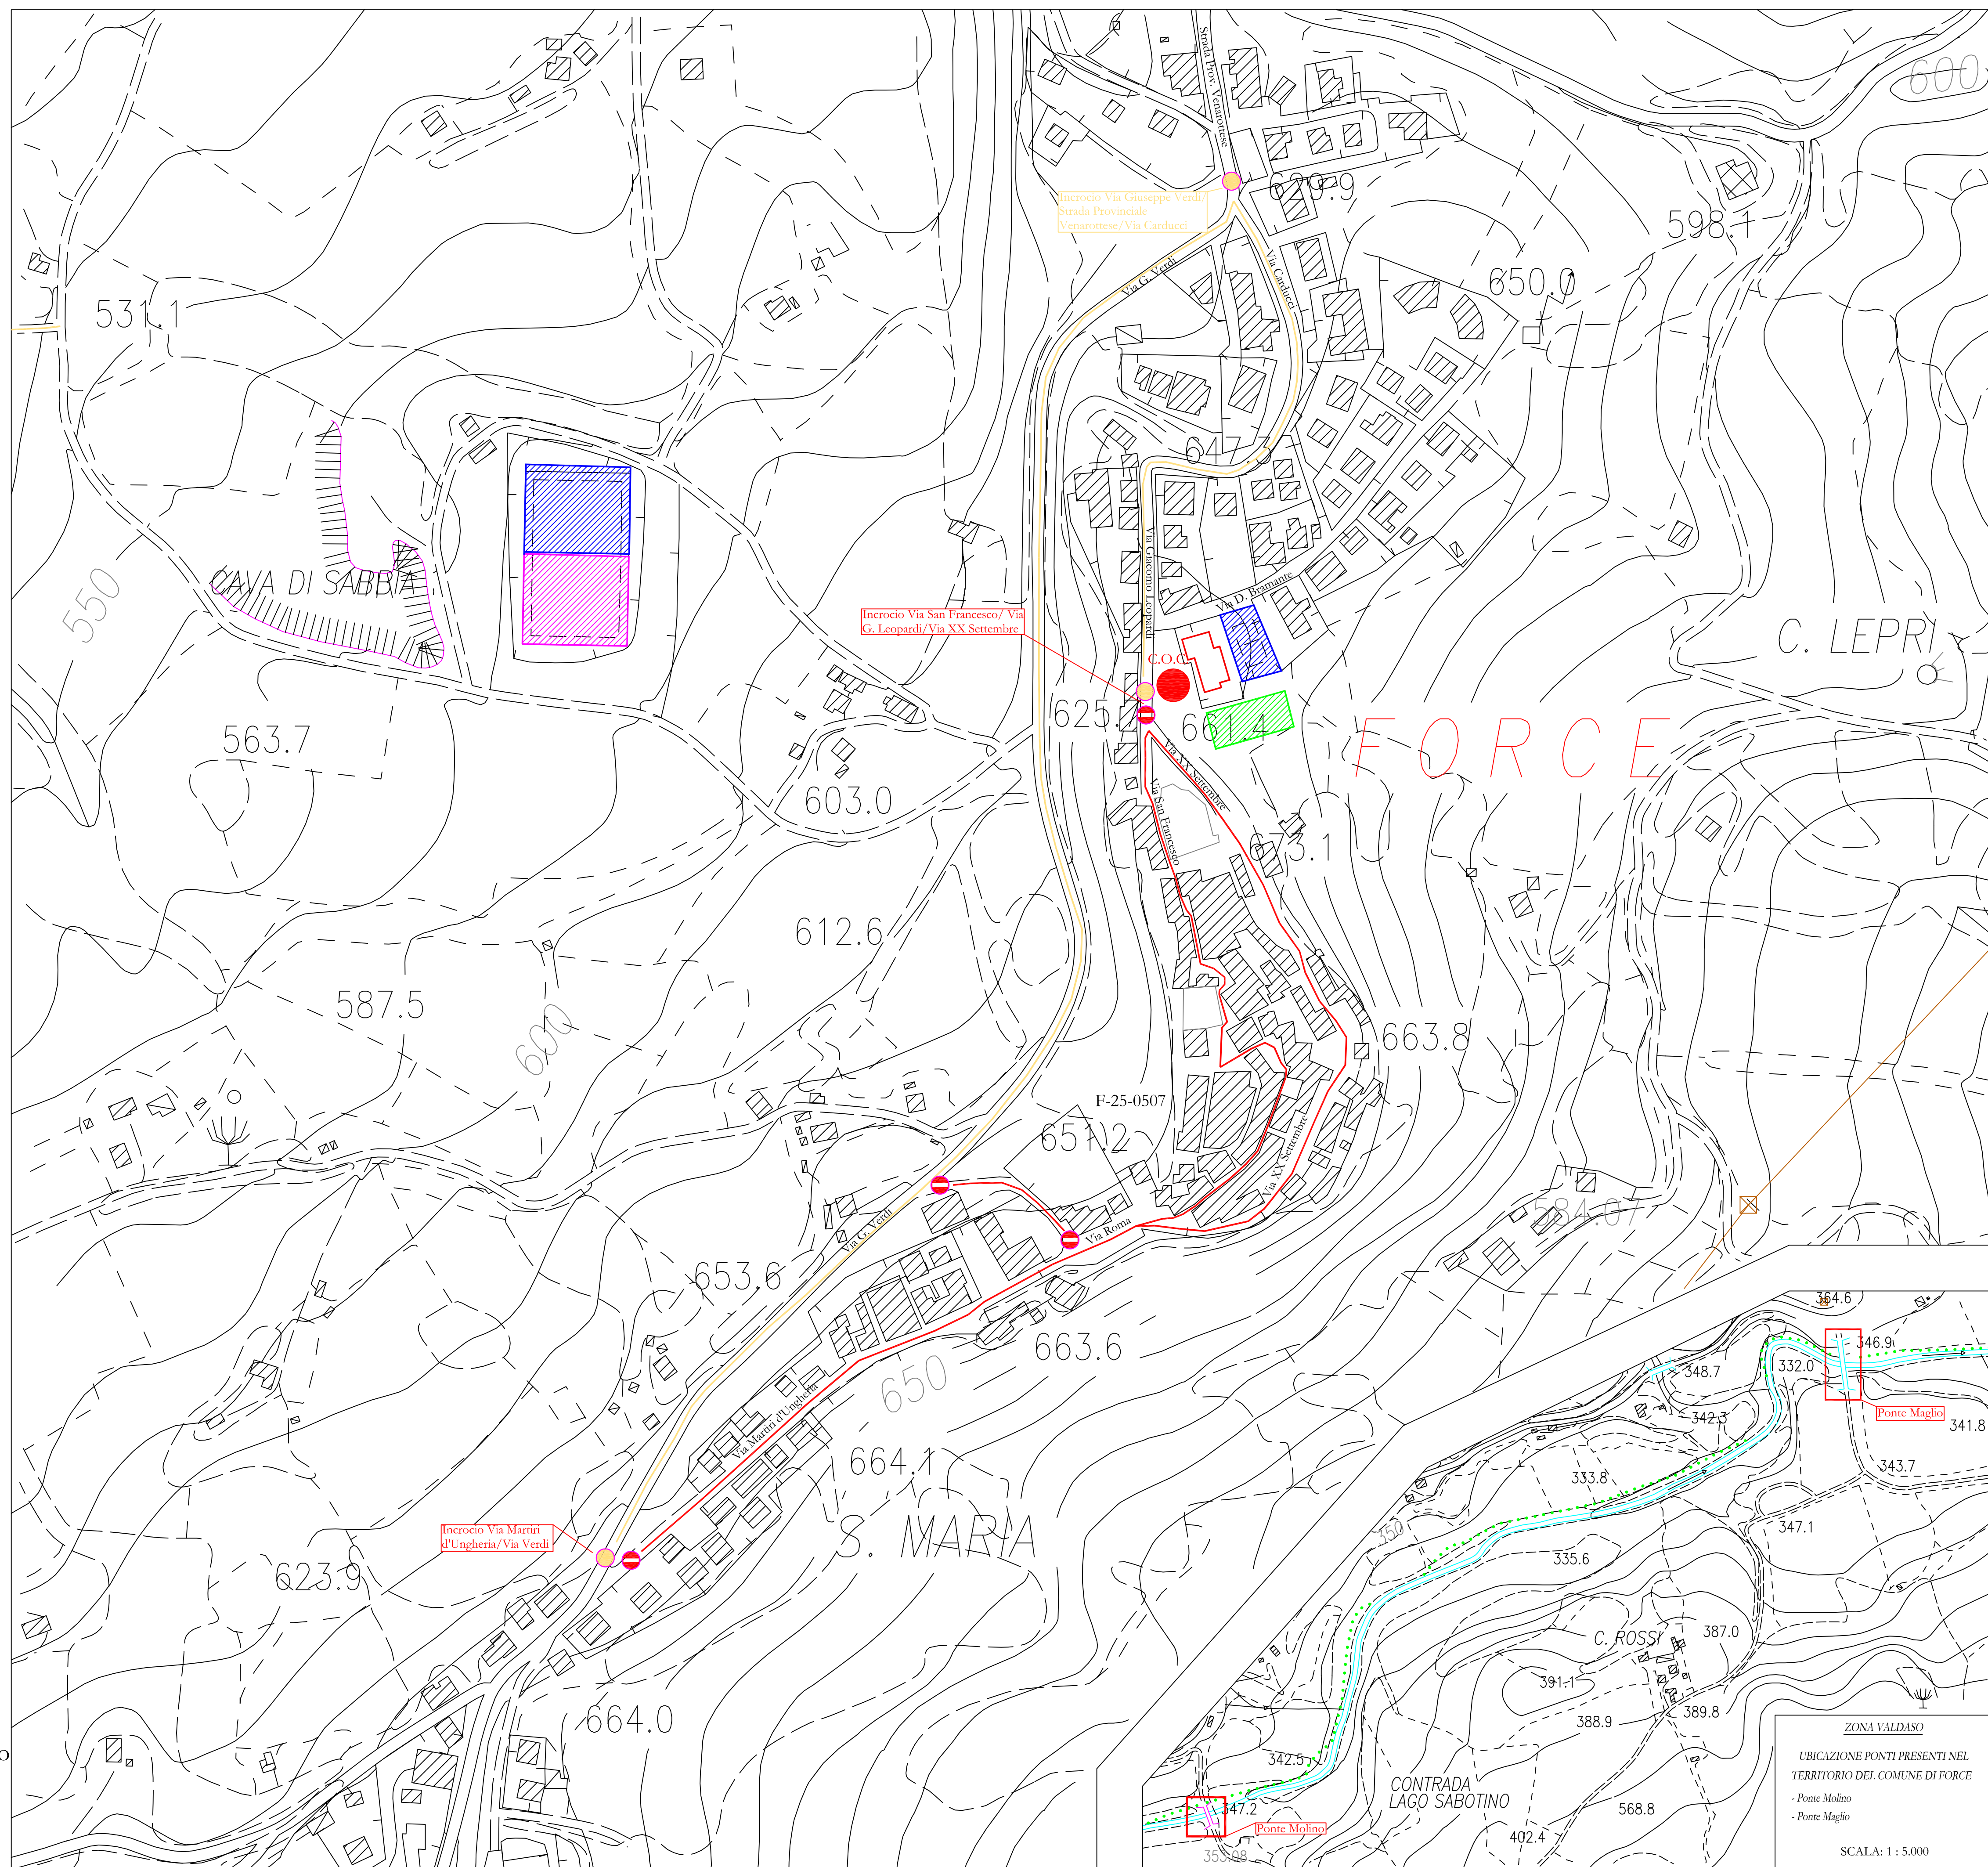 Strada Prov. Venarottese
600
629.9
Incrocio Via Giuseppe Verdi/
Strada Provinciale
Venarottese/Via Carducci
598.1
Via G. Verdi
Via Carducci
650.0
531.1
647.7
CAVA DI SABBIA
550
Via Giacomo Leopardi
Via D. Bramante
Incrocio Via San Francesco/ Via
G. Leopardi/Via XX Settembre
C. LEPRI
C.O.C.
625.7
661.4
FORCE
563.7
Via XX Settembre
603.0
Via San Francesco
673.1
612.6
587.5
600
663.8
F-25-0507
651.2
Via XX Settembre
584.07
Via G. Verdi
Via Roma
653.6
663.6
650
Via Martiri d'Ungheria
664.1
S. MARIA
Incrocio Via Martiri
d'Ungheria/Via Verdi
623.9
664.0
364.6
346.9
332.0
348.7
Ponte Maglio
342.3
341.8
343.7
333.8
347.1
350
335.6
C. ROSSI
387.0
391.1
389.8
388.9
342.5
CONTRADA
LAGO SABOTINO
347.2
568.8
Ponte Molino
402.4
353.08
ZONA VALDASO
UBICAZIONE PONTI PRESENTI NEL
TERRITORIO DEL COMUNE DI FORCE
- Ponte Molino
- Ponte Maglio
SCALA: 1 : 5.000